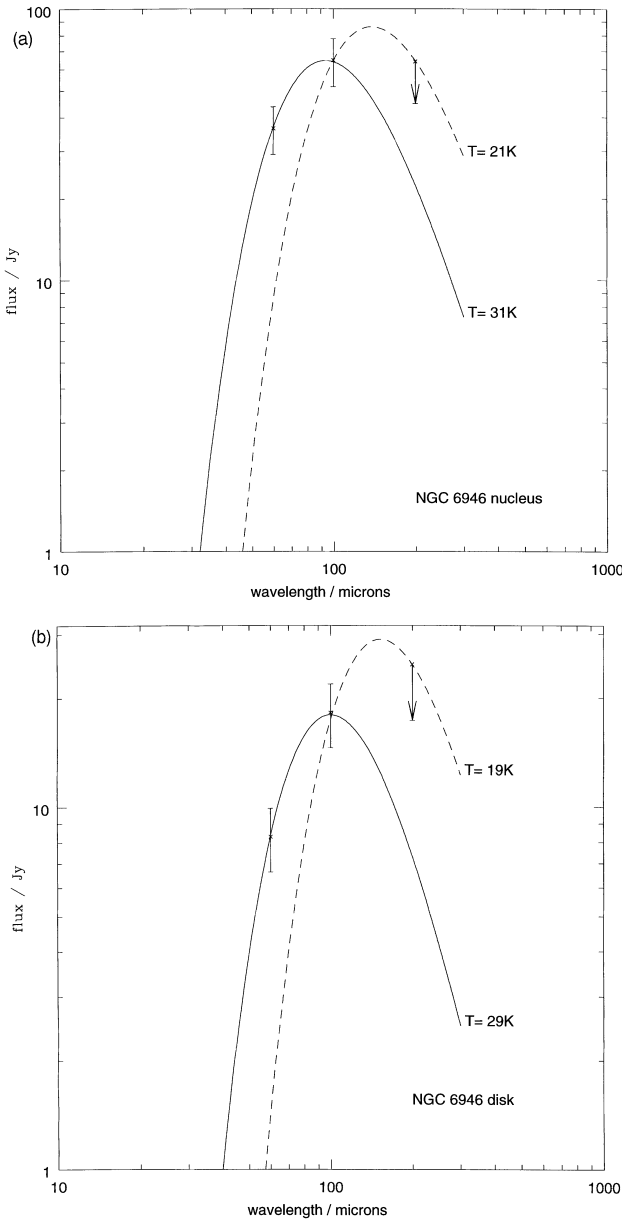 (a)
100
10
1
flux / Jy
T= 21K
T= 31K
NGC 6946 nucleus
10
100
1000
wavelength / microns
(b)
10
1
flux / Jy
T= 19K
T= 29K
NGC 6946 disk
10
100
1000
wavelength / microns